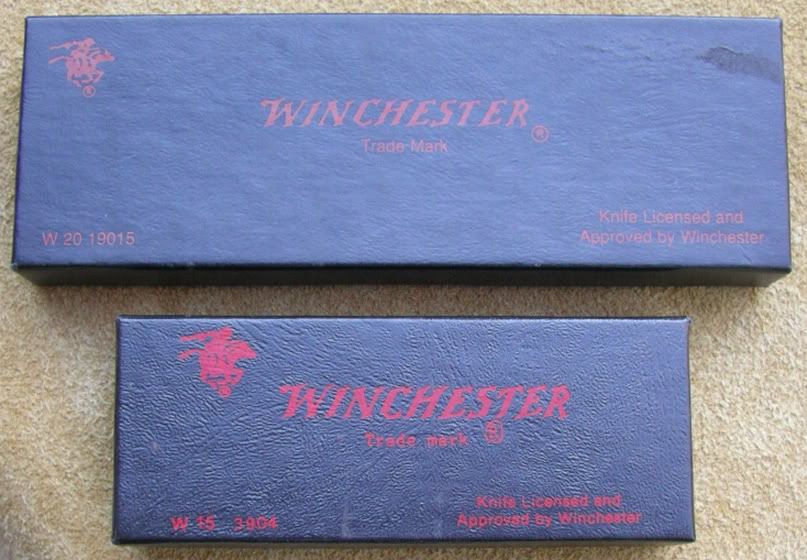 WINCHESTER ®
Trade Mark
Knife Licensed and
W 20 19015 Approved by Winchester
WINCHESTER ®
Trade mark
Knife Licensed and
W 15 3904 Approved by Winchester